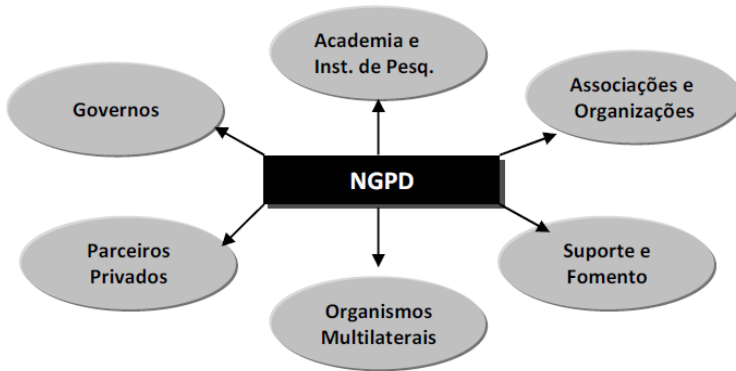 Academia e
Inst. de Pesq.
Governos
Associações e
Organizações
NGPD
Parceiros
Privados
Suporte e
Fomento
Organismos
Multilaterais